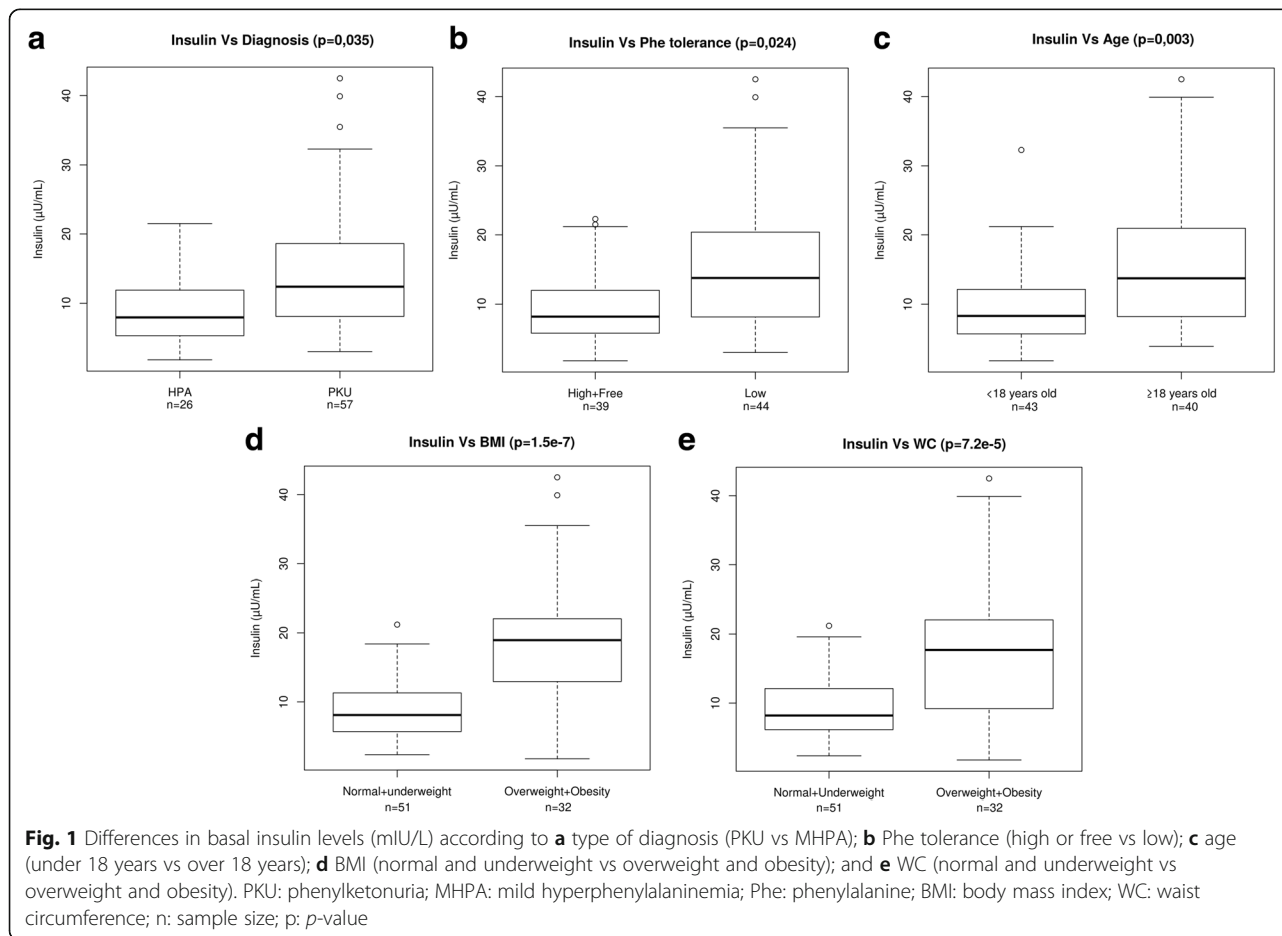 a
Insulin Vs Diagnosis (p=0,035)
Insulin (µU/mL)
40
30
20
10
HPA
n=26
PKU
n=57
b
Insulin Vs Phe tolerance (p=0,024)
Insulin (µU/mL)
40
30
20
10
High+Free
n=39
Low
n=44
c
Insulin Vs Age (p=0,003)
Insulin (µU/mL)
40
30
20
10
<18 years old
n=43
≥18 years old
n=40
d
Insulin Vs BMI (p=1.5e-7)
Insulin (µU/mL)
40
30
20
10
Normal+underweight
n=51
Overweight+Obesity
n=32
e
Insulin Vs WC (p=7.2e-5)
Insulin (µU/mL)
40
30
20
10
Normal+underweight
n=51
Overweight+Obesity
n=32
Fig. 1 Differences in basal insulin levels (mIU/L) according to a type of diagnosis (PKU vs MHPA); b Phe tolerance (high or free vs low); c age
(under 18 years vs over 18 years); d BMI (normal and underweight vs overweight and obesity); and e WC (normal and underweight vs
overweight and obesity). PKU: phenylketonuria; MHPA: mild hyperphenylalaninemia; Phe: phenylalanine; BMI: body mass index; WC: waist
circumference; n: sample size; p: p-value